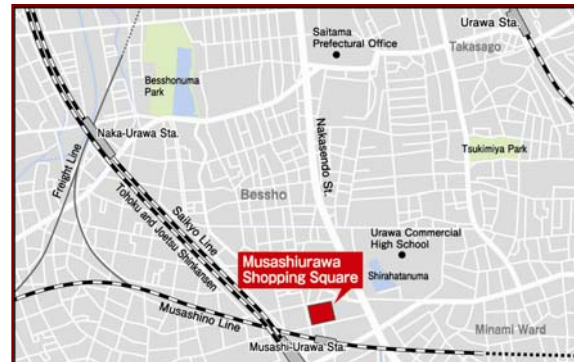 Urawa Sta.
Saitama
Prefectural Office
Takasago
Besshonuma
Park
Naka-Urawa Sta.
Nakasendo St.
Tsukimiya Park
Freight Line
Saikyo Line
Tohoku and Joetsu Shinkansen
Bessho
Urawa Commercial
High School
Musashiurawa
Shopping Square
Shirahatanuma
Musashino Line
Musashi-Urawa Sta.
Minami Ward